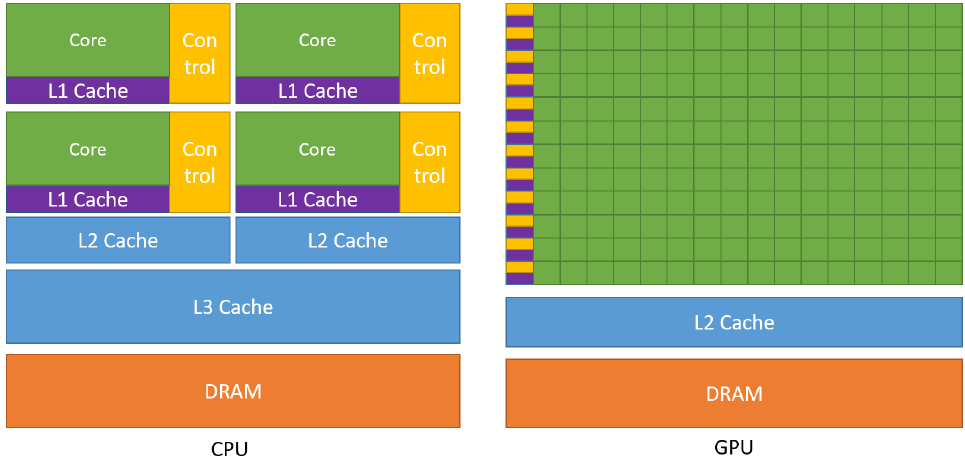 Core
Con
trol
L1 Cache
Core
Con
trol
L1 Cache
Core
Con
trol
L1 Cache
Core
Con
trol
L1 Cache
L2 Cache
L2 Cache
L3 Cache
DRAM
CPU
L2 Cache
DRAM
GPU